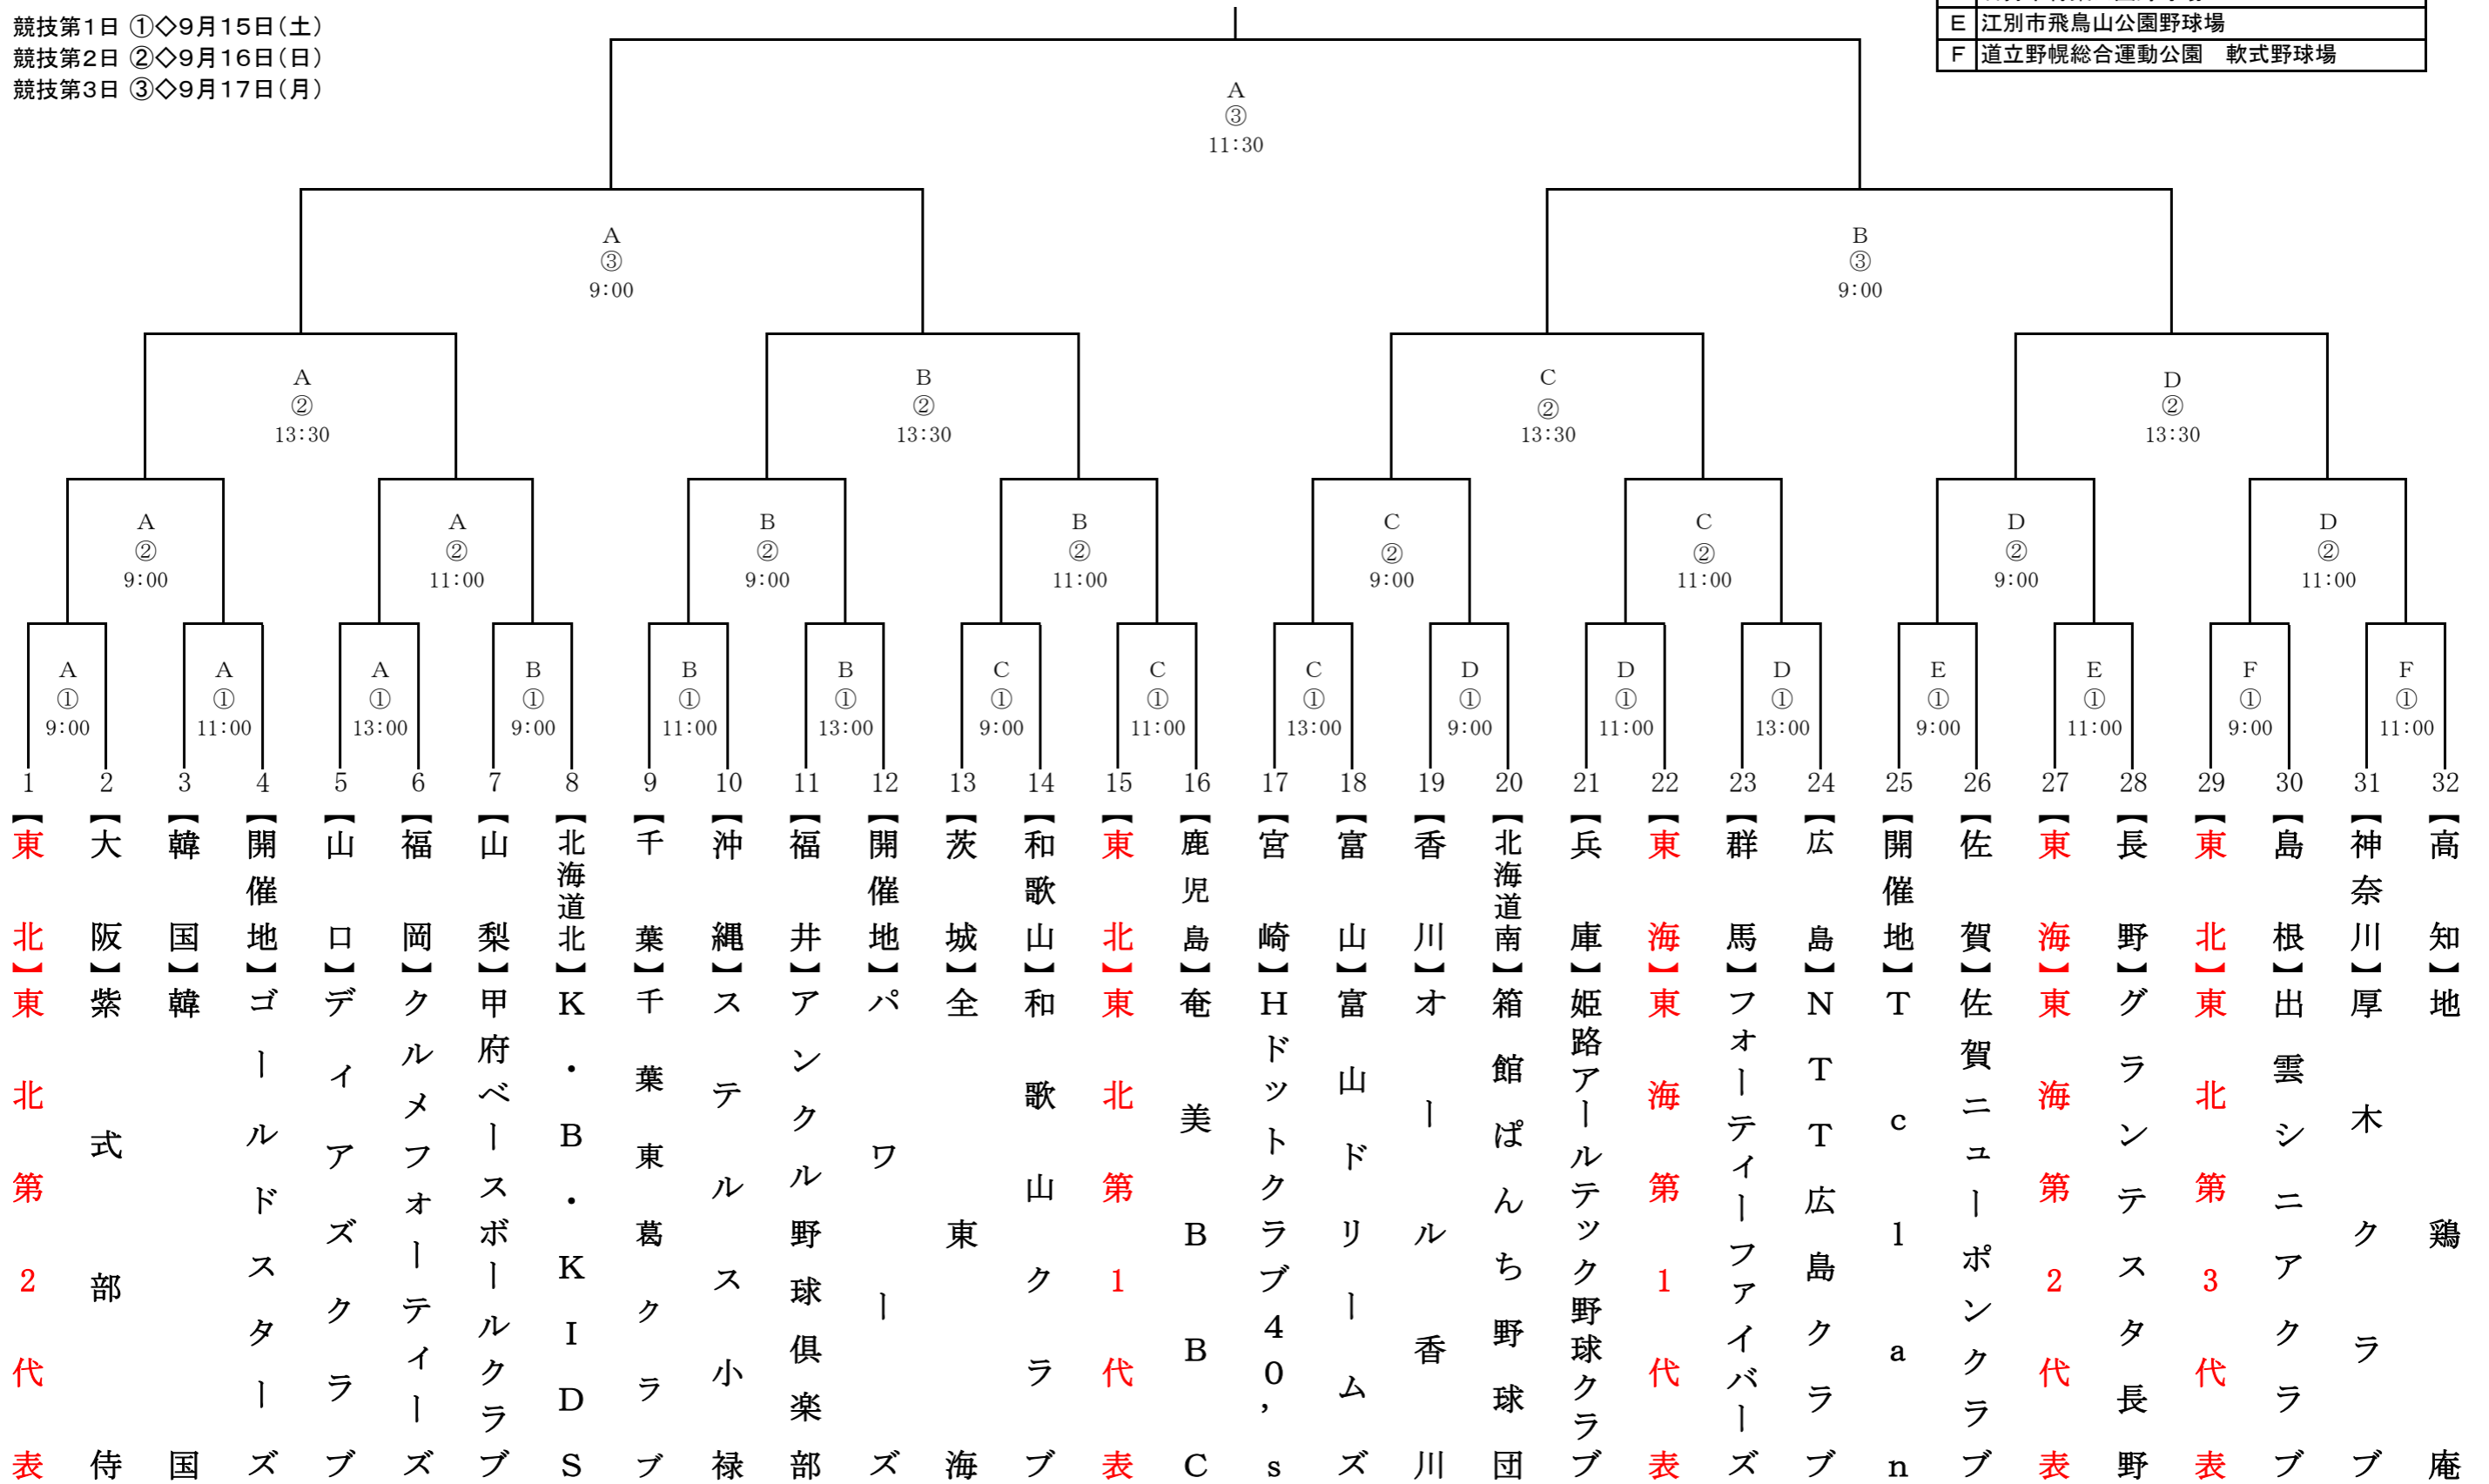 競技第1日 ①◇9月15日(土)
競技第2日 ②◇9月16日(日)
競技第3日 ③◇9月17日(月)
E 江別市飛鳥山公園野球場
F 道立野幌総合運動公園　軟式野球場
A
③
11:30
A
③
9:00
B
③
9:00
A
②
13:30
B
②
13:30
C
②
13:30
D
②
13:30
A
②
9:00
A
②
11:00
B
②
9:00
B
②
11:00
C
②
9:00
C
②
11:00
D
②
9:00
D
②
11:00
A
①
9:00
A
①
11:00
A
①
13:00
B
①
9:00
B
①
11:00
B
①
13:00
C
①
9:00
C
①
11:00
C
①
13:00
D
①
9:00
D
①
11:00
D
①
13:00
E
①
9:00
E
①
11:00
F
①
9:00
F
①
11:00
1 【東北】東北第2代表
2 【大阪】紫式部侍
3 【韓国】韓国
4 【開催地】ゴールドスターズ
5 【山口】ディアズクラブ
6 【福岡】クルメフォーティーズ
7 【山梨】甲府ベースボールクラブ
8 【北海道北】K・B・KIDS
9 【千葉】千葉東葛クラブ
10 【沖縄】ステルス小禄
11 【福井】アンクル野球倶楽部
12 【開催地】パワーズ
13 【茨城】全東海
14 【和歌山】和歌山クラブ
15 【東北】東北第1代表
16 【鹿児島】奄美BBC
17 【宮崎】Hドットクラブ40's
18 【富山】富山ドリームズ
19 【香川】オール香川
20 【北海道南】箱館ぱんち野球団
21 【兵庫】姫路アールテック野球クラブ
22 【東海】東海第1代表
23 【群馬】フォーティーファイバーズ
24 【広島】NTT広島クラブ
25 【開催地】Tclan
26 【佐賀】佐賀ニューポンクラブ
27 【東海】東海第2代表
28 【長野】グランテスタ長野
29 【東北】東北第3代表
30 【島根】出雲シニアクラブ
31 【神奈川】厚木クラブ
32 【高知】地鶏庵